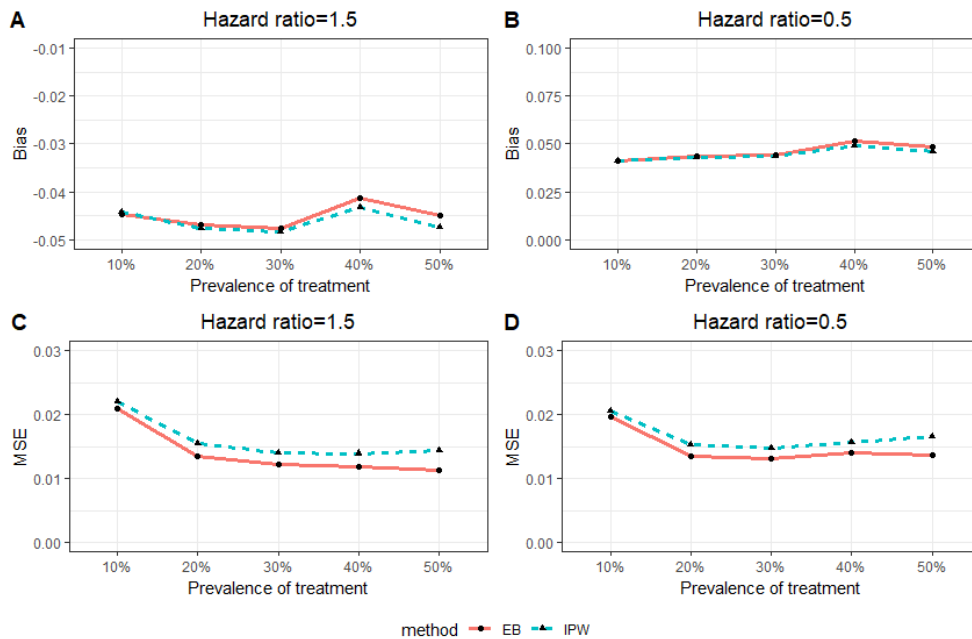 A
Hazard ratio=1.5
-0.01
-0.02
-0.03
-0.04
-0.05
Bias
10% 20% 30% 40% 50%
Prevalence of treatment
B
Hazard ratio=0.5
0.100
0.075
0.050
0.025
0.000
Bias
10% 20% 30% 40% 50%
Prevalence of treatment
C
Hazard ratio=1.5
0.03
0.02
0.01
0.00
MSE
10% 20% 30% 40% 50%
Prevalence of treatment
D
Hazard ratio=0.5
0.03
0.02
0.01
0.00
MSE
10% 20% 30% 40% 50%
Prevalence of treatment
method EB IPW